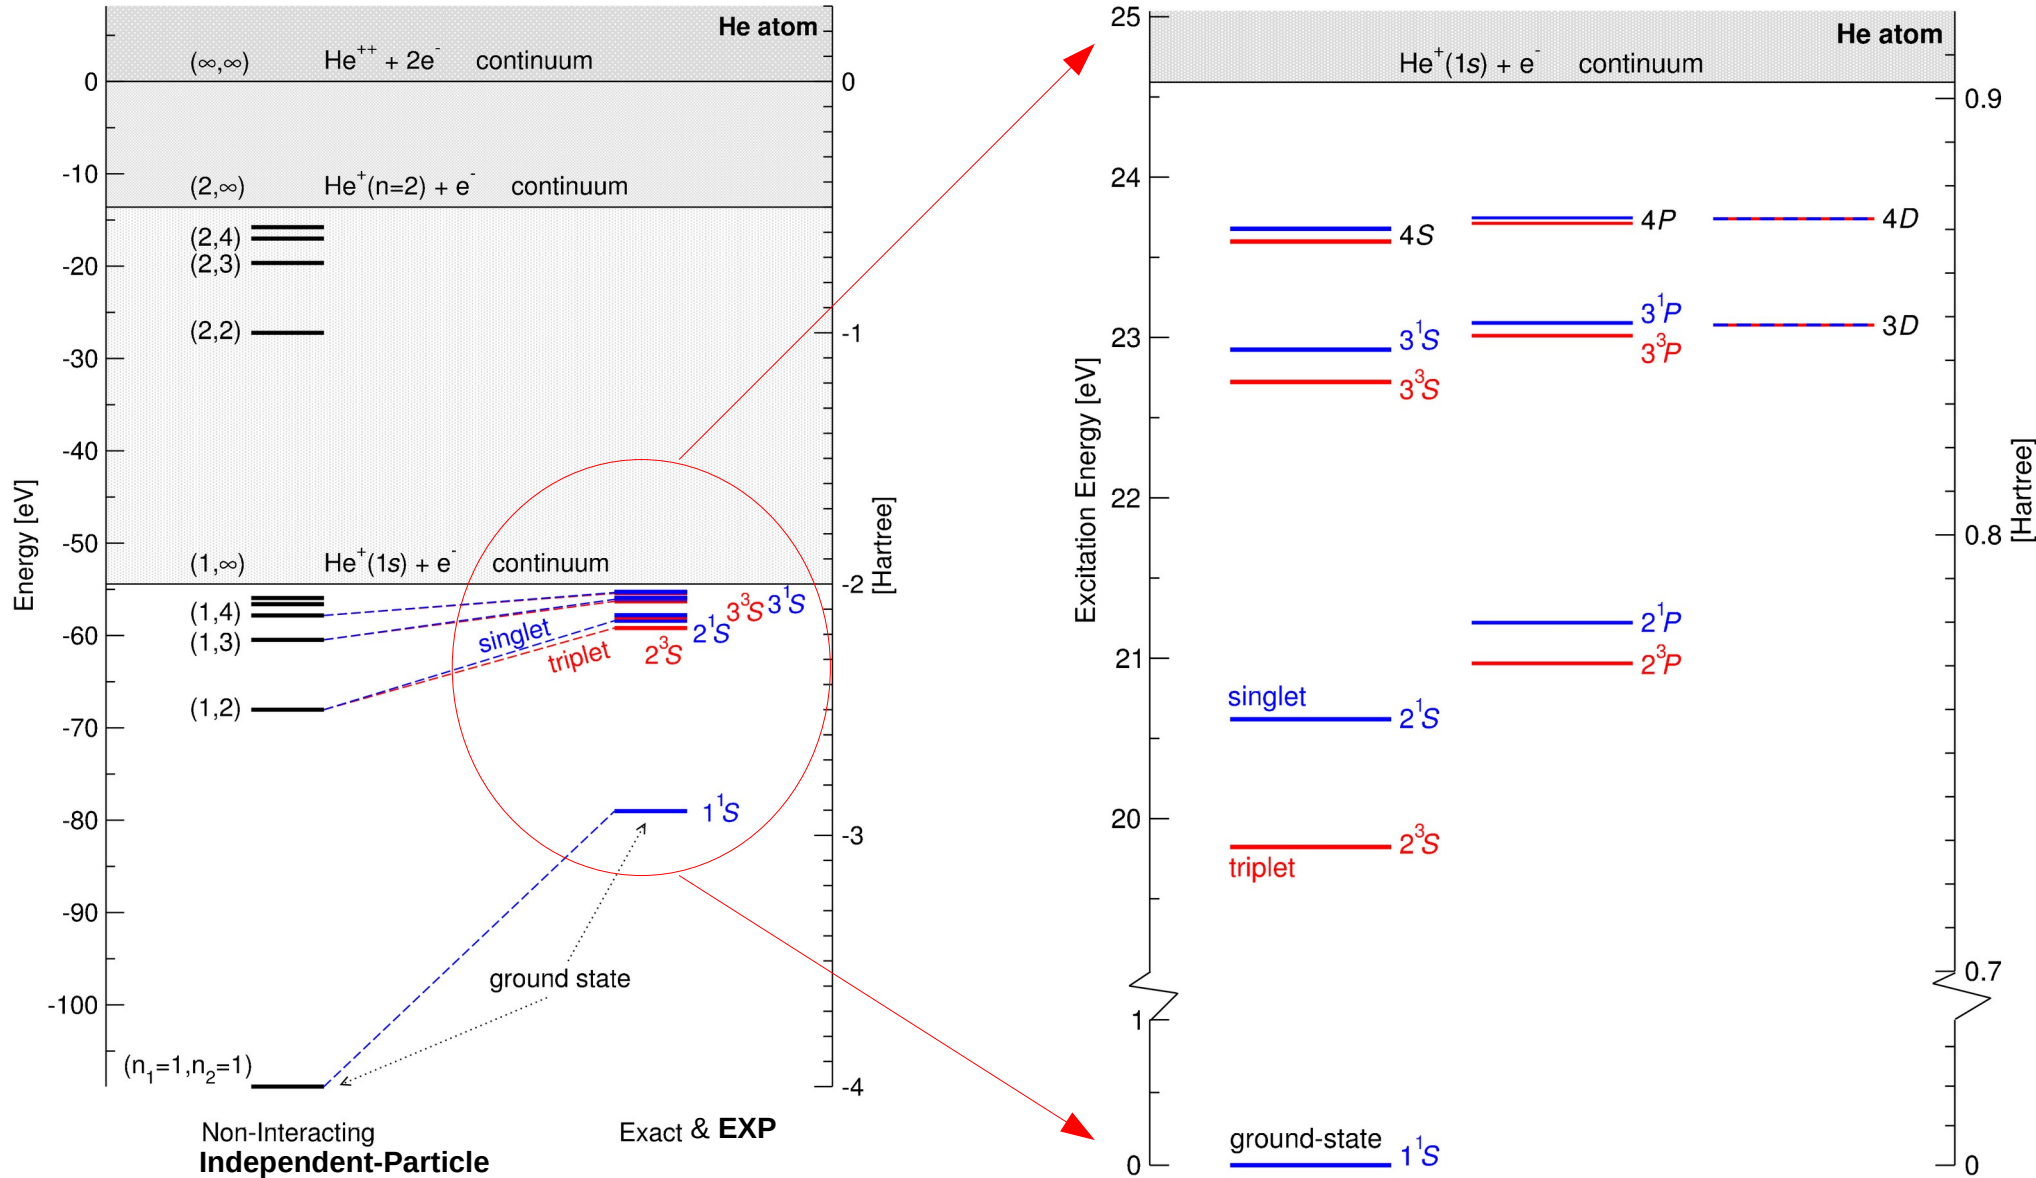 He atom
(∞,∞) He⁺⁺ + 2e⁻ continuum
0
0
(2,∞) He⁺(n=2) + e⁻ continuum
-10
(2,4)
(2,3)
-20
(2,2)
-1
-30
-40
-50
Energy [eV]
[Hartree]
(1,∞) He⁺(1s) + e⁻ continuum
-2
(1,4)
(1,3)
-60
singlet
triplet
3³S
3¹S
2¹S
2³S
(1,2)
-70
-80
1¹S
-3
-90
ground state
-100
(n₁=1,n₂=1)
-4
Non-Interacting
Independent-Particle
Exact & EXP
25
He atom
He⁺(1s) + e⁻ continuum
0.9
24
4S
4P
4D
3¹S
3³S
3¹P
3³P
3D
23
Excitation Energy [eV]
[Hartree]
22
0.8
2¹P
2³P
21
singlet
2¹S
20
2³S
triplet
0.7
1
ground-state
1¹S
0
0